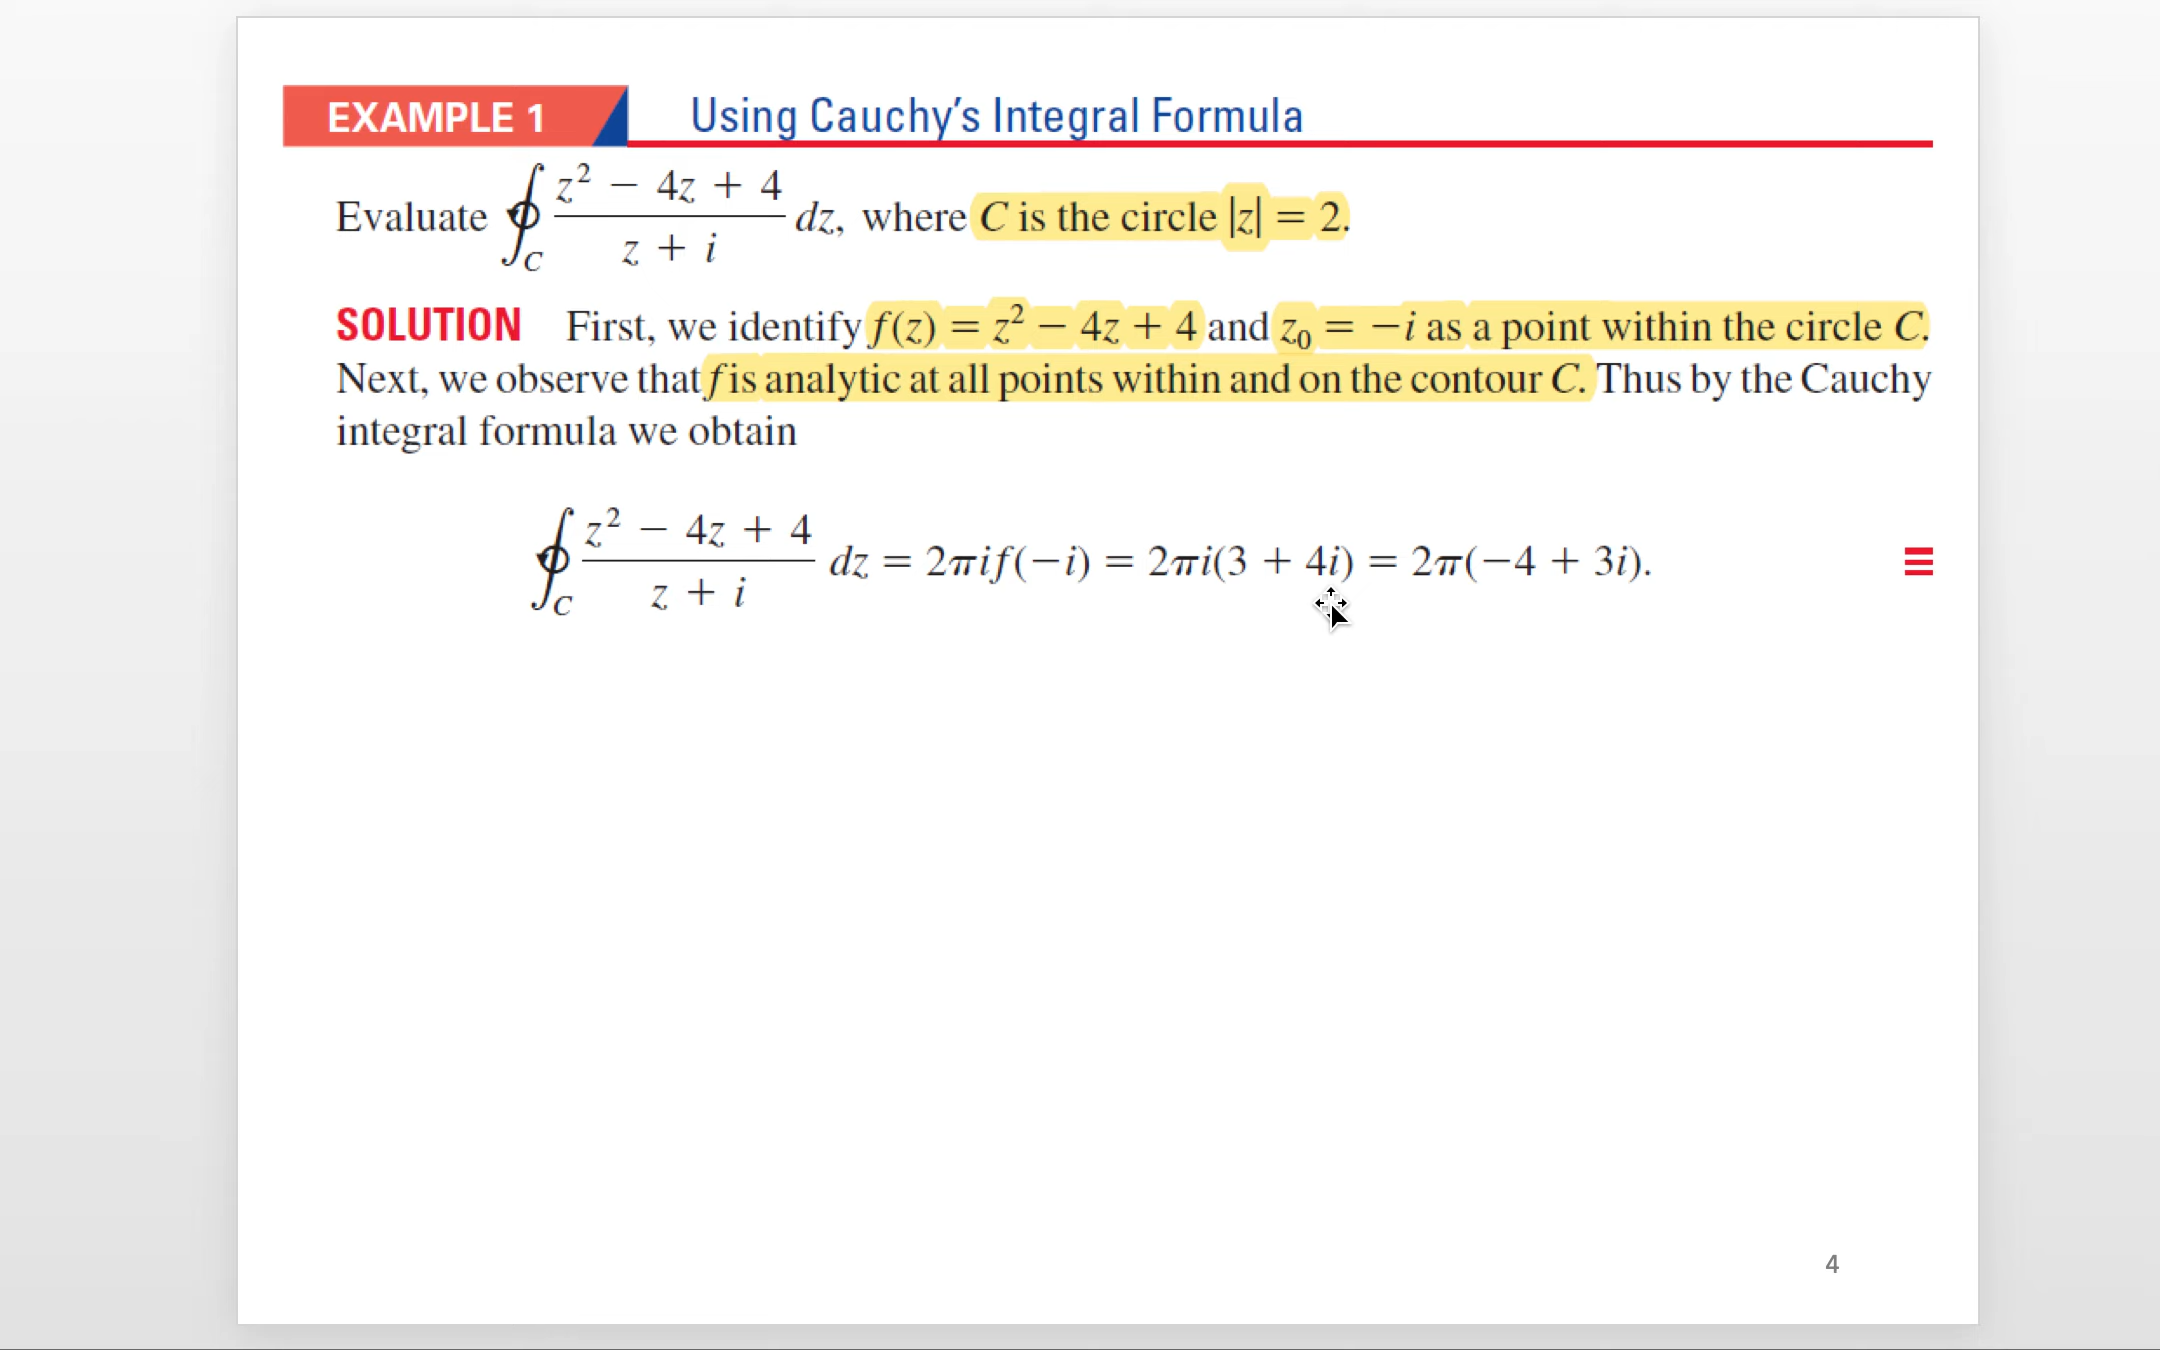 EXAMPLE 1 Using Cauchy's Integral Formula
Evaluate ∮_C (z² − 4z + 4)/(z + i) dz, where C is the circle |z| = 2.
SOLUTION First, we identify f(z) = z² − 4z + 4 and z₀ = −i as a point within the circle C.
Next, we observe that f is analytic at all points within and on the contour C. Thus by the Cauchy
integral formula we obtain
∮_C (z² − 4z + 4)/(z + i) dz = 2πif(−i) = 2πi(3 + 4i) = 2π(−4 + 3i).
4